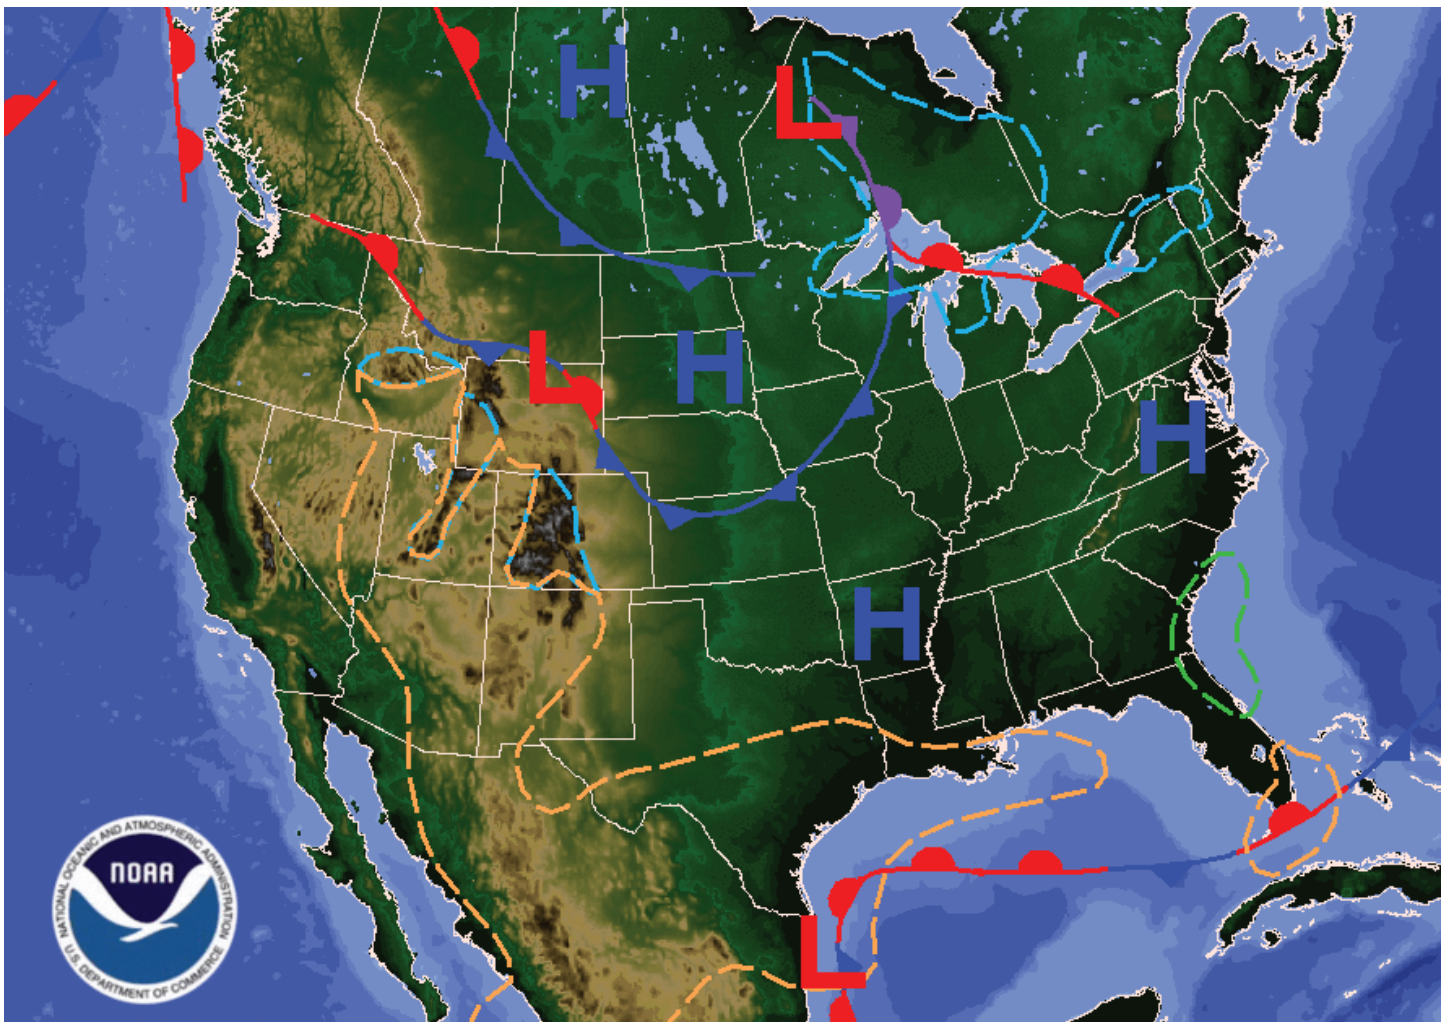 H
L
H
L
H
H
L
NOAA
NATIONAL OCEANIC AND ATMOSPHERIC ADMINISTRATION
U.S. DEPARTMENT OF COMMERCE